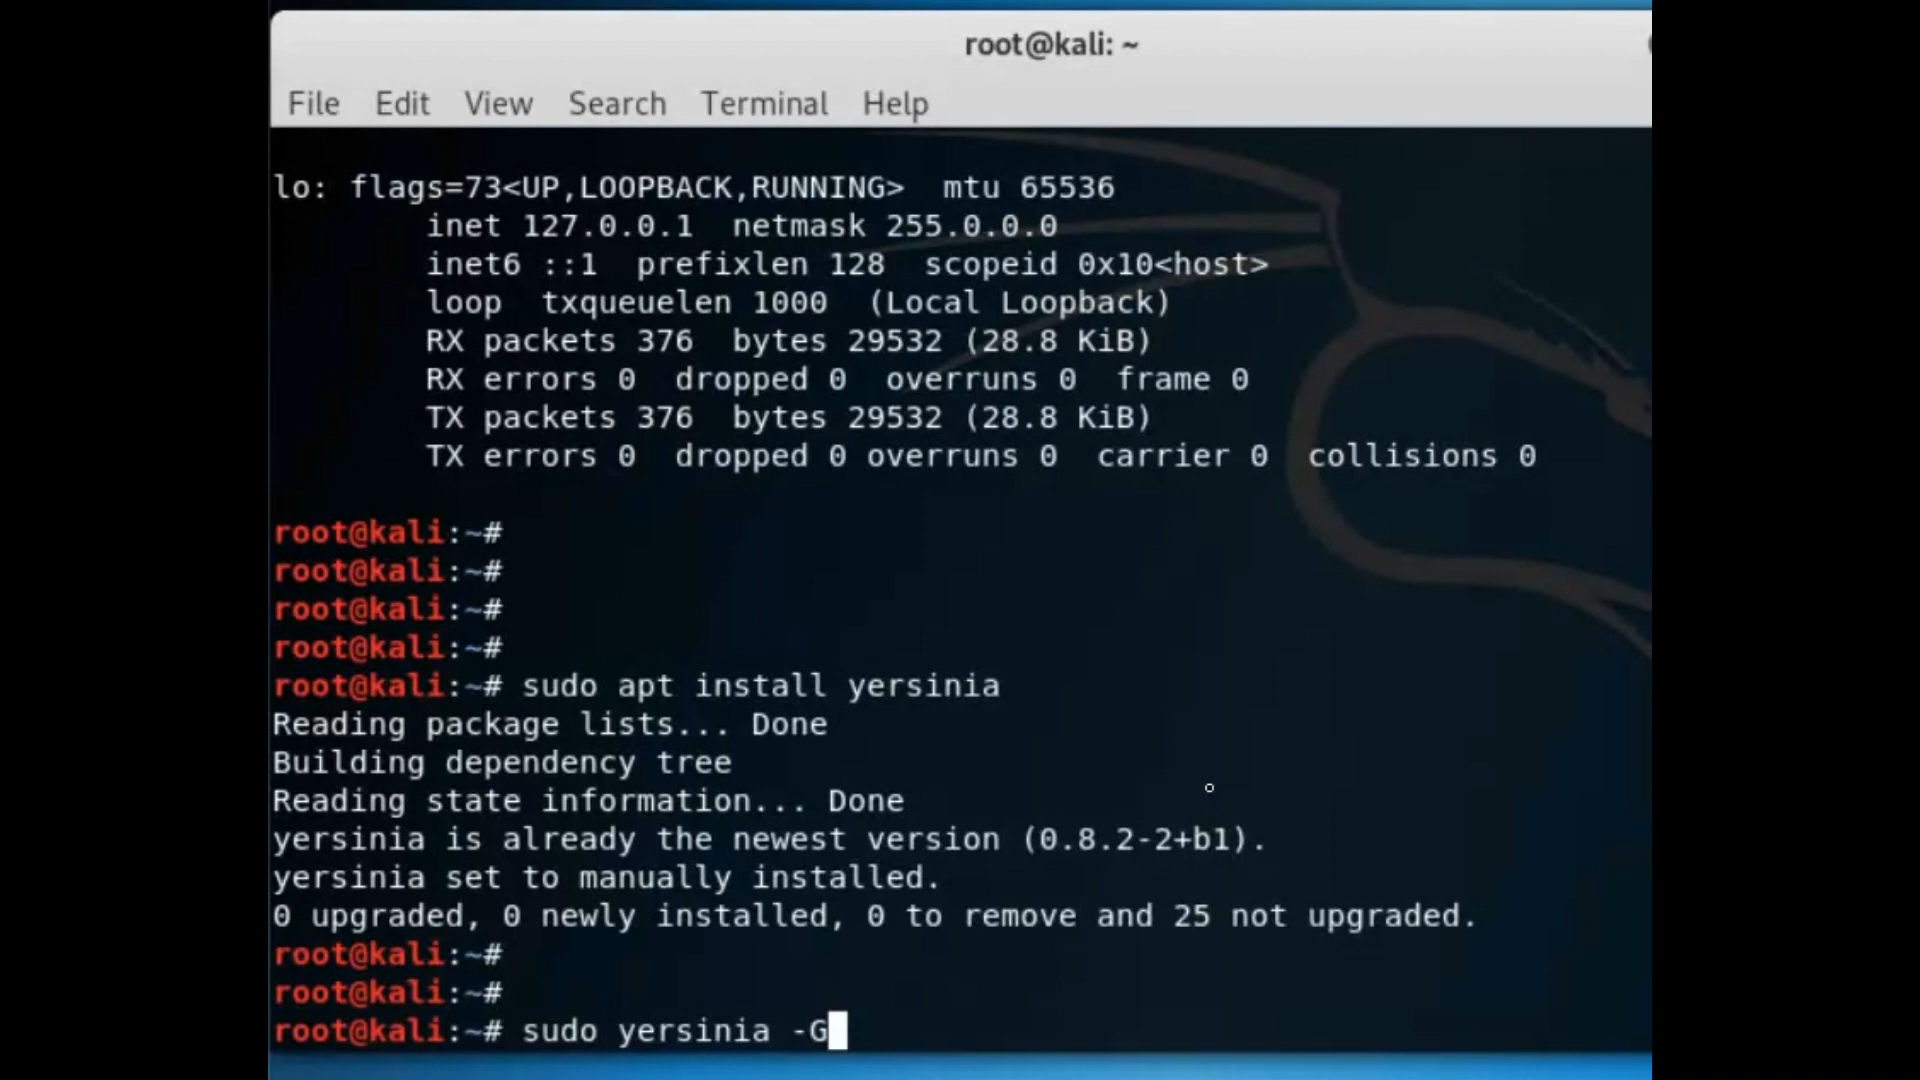 root@kali: ~
File Edit View Search Terminal Help
lo: flags=73<UP,LOOPBACK,RUNNING>  mtu 65536
        inet 127.0.0.1  netmask 255.0.0.0
        inet6 ::1  prefixlen 128  scopeid 0x10<host>
        loop  txqueuelen 1000  (Local Loopback)
        RX packets 376  bytes 29532 (28.8 KiB)
        RX errors 0  dropped 0  overruns 0  frame 0
        TX packets 376  bytes 29532 (28.8 KiB)
        TX errors 0  dropped 0 overruns 0  carrier 0  collisions 0
root@kali:~#
root@kali:~#
root@kali:~#
root@kali:~#
root@kali:~# sudo apt install yersinia
Reading package lists... Done
Building dependency tree
Reading state information... Done
yersinia is already the newest version (0.8.2-2+b1).
yersinia set to manually installed.
0 upgraded, 0 newly installed, 0 to remove and 25 not upgraded.
root@kali:~#
root@kali:~#
root@kali:~# sudo yersinia -G